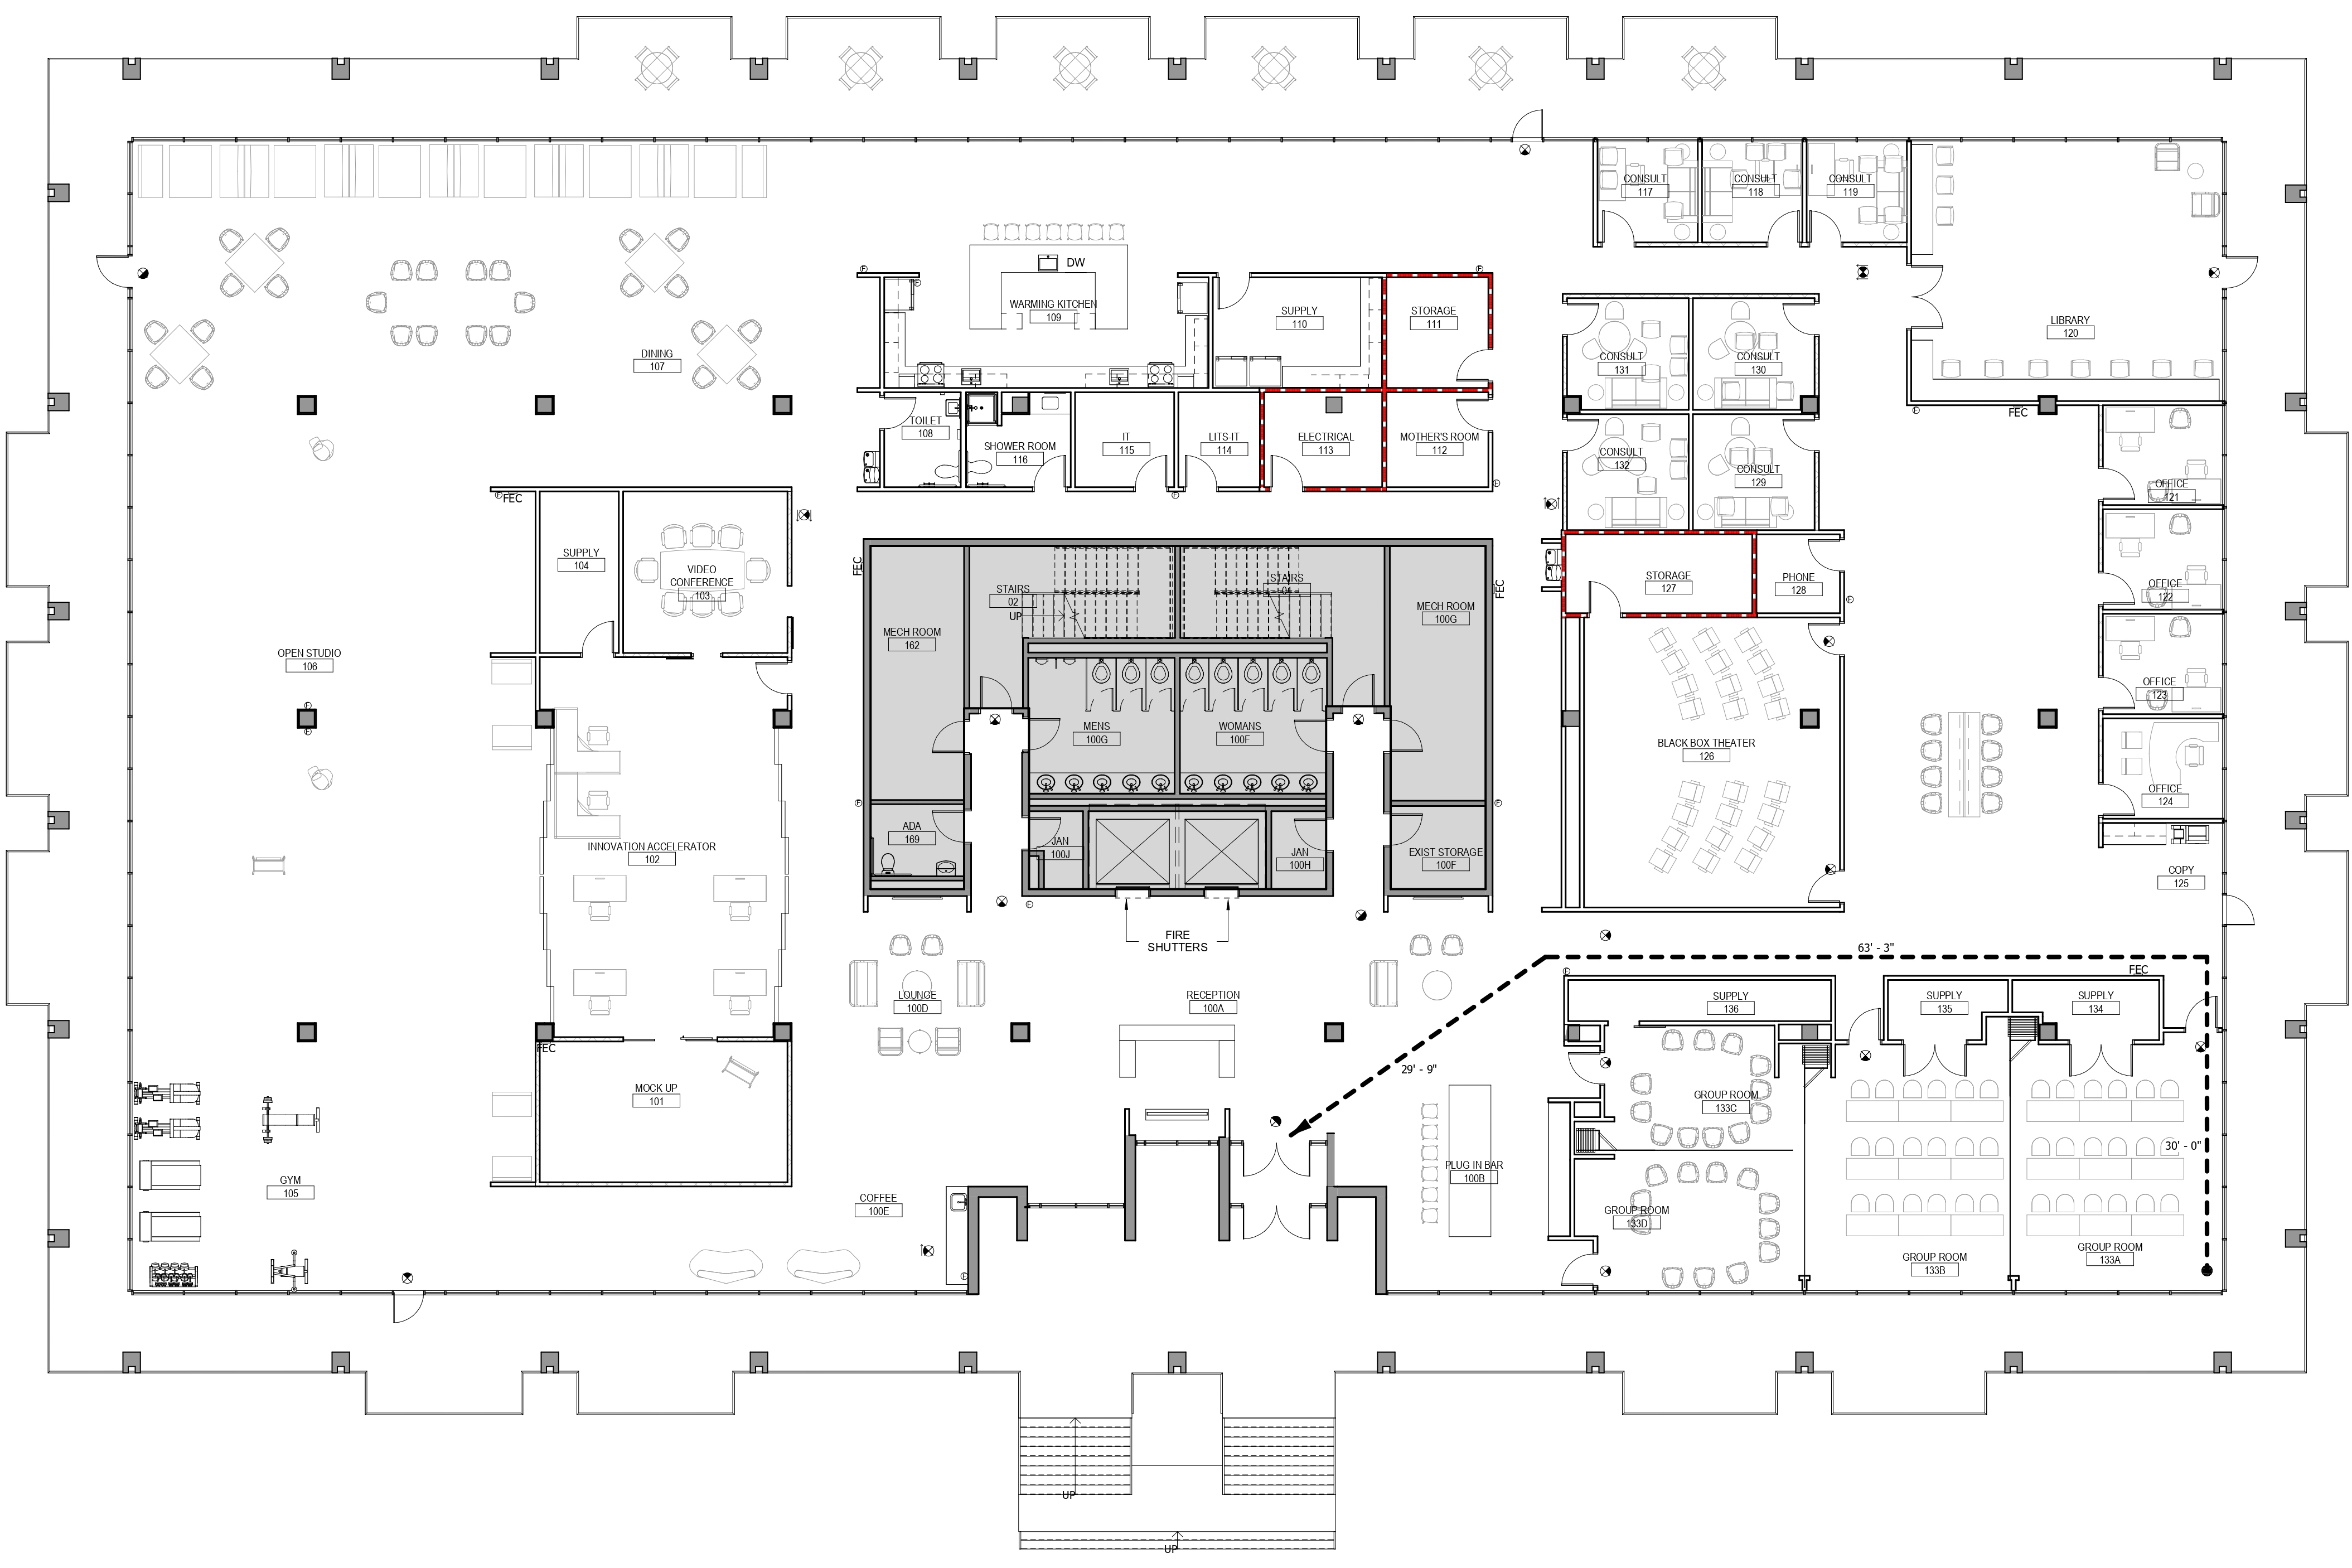 CONSULT
117
CONSULT
118
CONSULT
119
DW
WARMING KITCHEN
109
SUPPLY
110
STORAGE
111
LIBRARY
120
DINING
107
CONSULT
131
CONSULT
130
FEC
TOILET
108
SHOWER ROOM
116
IT
115
LITS-IT
114
ELECTRICAL
113
MOTHER'S ROOM
112
CONSULT
132
CONSULT
129
OFFICE
121
FEC
SUPPLY
104
VIDEO
CONFERENCE
103
FEC
STAIRS
02
UP
STAIRS
FEC
MECH ROOM
100G
STORAGE
127
PHONE
128
OFFICE
122
MECH ROOM
162
OPEN STUDIO
106
OFFICE
123
MENS
100G
WOMANS
100F
BLACK BOX THEATER
126
OFFICE
124
INNOVATION ACCELERATOR
102
ADA
169
JAN
100J
JAN
100H
EXIST STORAGE
100F
COPY
125
FIRE
SHUTTERS
63' - 3"
FEC
LOUNGE
100D
RECEPTION
100A
SUPPLY
136
SUPPLY
135
SUPPLY
134
FEC
29' - 9"
MOCK UP
101
GROUP ROOM
133C
30' - 0"
GYM
105
PLUG IN BAR
100B
COFFEE
100E
GROUP ROOM
133D
GROUP ROOM
133B
GROUP ROOM
133A
UP
UP